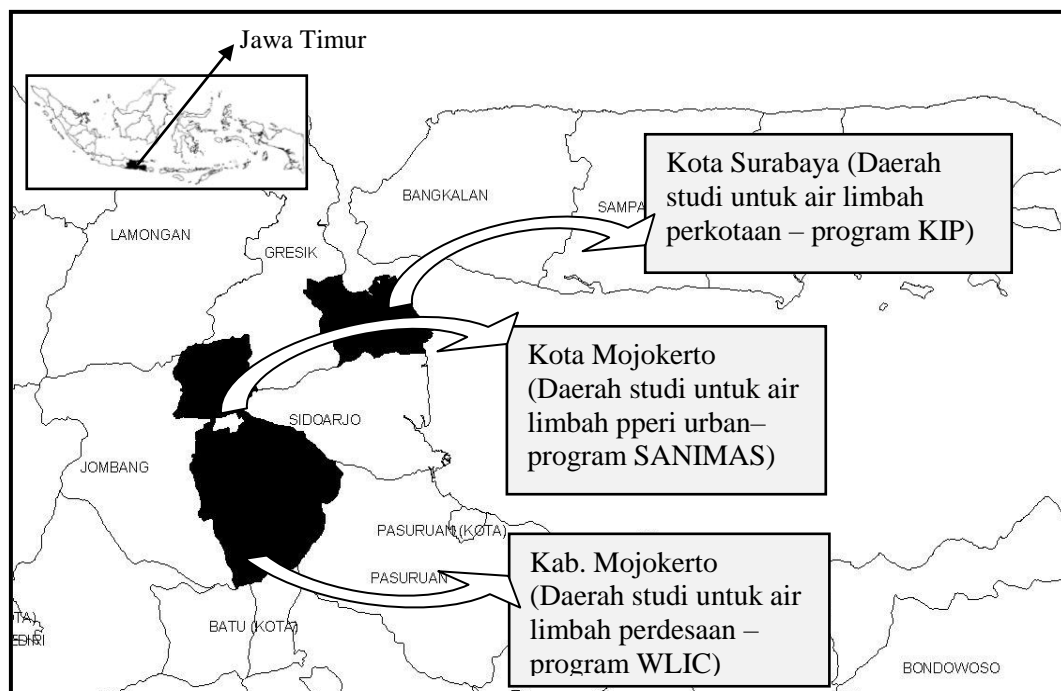 Jawa Timur
Kota Surabaya (Daerah
studi untuk air limbah
perkotaan – program KIP)
BANGKALAN
SAMPA
LAMONGAN
GRESIK
Kota Mojokerto
(Daerah studi untuk air
limbah pperi urban–
program SANIMAS)
SIDOARJO
JOMBANG
PASURUAN (KOTA)
Kab. Mojokerto
(Daerah studi untuk air
limbah perdesaan –
program WLIC)
PASURUAN
BATU (KOTA)
BONDOWOSO